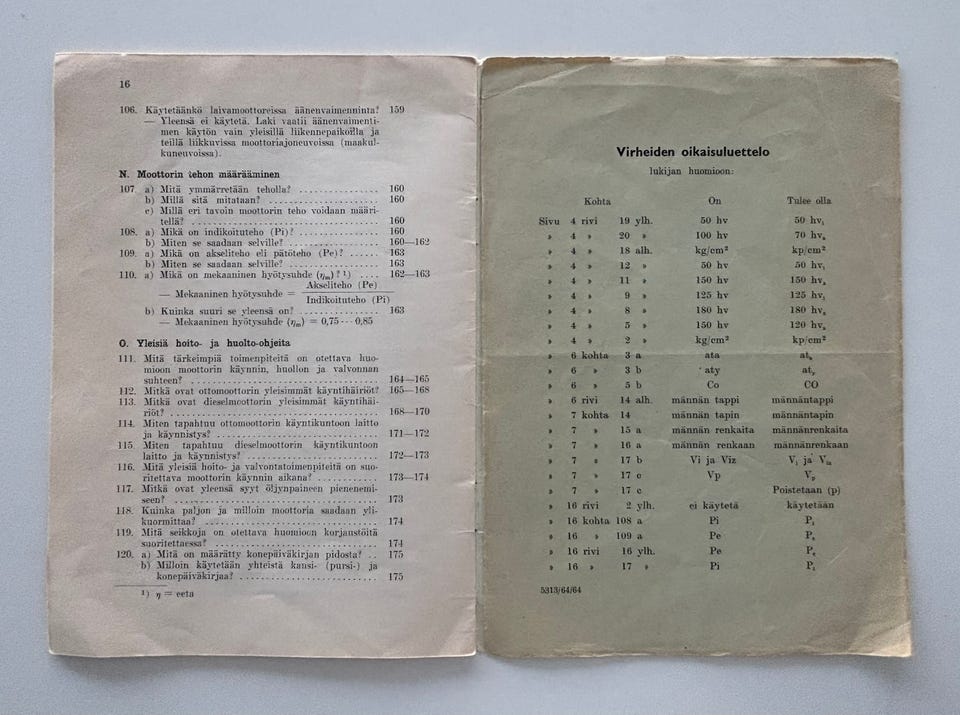 16
106. Käytetäänkö laivamoottoreissa äänenvaimenninta? 159
— Yleensä ei käytetä. Laki vaatii äänenvaimenti-
men käytön vain yleisillä liikennepaikoilla ja
teillä liikkuvissa moottoriajoneuvoissa (maakul-
kuneuvoissa).
N. Moottorin tehon määrääminen
107. a) Mitä ymmärretään teholla? ................ 160
b) Millä sitä mitataan? ...................... 160
c) Millä eri tavoin moottorin teho voidaan määri-
tellä? ...................................... 160
108. a) Mikä on indikoituteho (Pi)? ................ 160
b) Miten se saadaan selville? .................. 160—162
109. a) Mikä on akseliteho eli pätöteho (Pe)? ...... 163
b) Miten se saadaan selville? .................. 163
110. a) Mikä on mekaaninen hyötysuhde (ηm)? ¹) .... 162—163
— Mekaaninen hyötysuhde = Akseliteho (Pe)
Indikoituteho (Pi)
b) Kuinka suuri se yleensä on? ................ 163
— Mekaaninen hyötysuhde (ηm) = 0,75--- 0,85
O. Yleisiä hoito- ja huolto-ohjeita
111. Mitä tärkeimpiä toimenpiteitä on otettava huo-
mioon moottorin käynnin, huollon ja valvonnan
suhteen? ...................................... 164—165
112. Mitkä ovat ottomoottorin yleisimmät käyntihäiriöt? 165—168
113. Mitkä ovat dieselmoottorin yleisimmät käyntihäi-
riöt? ........................................ 168—170
114. Miten tapahtuu ottomoottorin käyntikuntoon laitto
ja käynnistys? ................................ 171—172
115. Miten tapahtuu dieselmoottorin käyntikuntoon
laitto ja käynnistys? .......................... 172—173
116. Mitä yleisiä hoito- ja valvontatoimenpiteitä on suo-
ritettava moottorin käynnin aikana? ............ 173—174
117. Mitkä ovat yleensä syyt öljynpaineen pienenemi-
seen? ........................................ 173
118. Kuinka paljon ja milloin moottoria saadaan yli-
kuormittaa? .................................. 174
119. Mitä seikkoja on otettava huomioon korjaustöitä
suoritettaessa? ................................ 174
120. a) Mitä on määrätty konepäiväkirjan pidosta? .. 175
b) Milloin käytetään yhteistä kansi- (pursi-) ja
konepäiväkirjaa? .......................... 175
¹) η = eeta
Virheiden oikaisuluettelo
lukijan huomioon:
Kohta On Tulee olla
Sivu 4 rivi 19 ylh. 50 hv 50 hvi
» 4 » 20 » 100 hv 70 hve
» 4 » 18 alh. kg/cm² kp/cm²
» 4 » 12 » 50 hv 50 hvi
» 4 » 11 » 150 hv 150 hve
» 4 » 9 » 125 hv 125 hvi
» 4 » 8 » 180 hv 180 hve
» 4 » 5 » 150 hv 120 hve
» 4 » 2 » kg/cm² kp/cm²
» 6 kohta 3 a ata ata
» 6 » 3 b aty aty
» 6 » 5 b Co CO
» 6 rivi 14 alh. männän tappi männäntappi
» 7 kohta 14 männän tapin männäntapin
» 7 » 15 a männän renkaita männänrenkaita
» 7 » 16 a männän renkaan männänrenkaan
» 7 » 17 b Vi ja Viz Vi ja Viz
» 7 » 17 c Vp Vp
» 7 » 17 c Poistetaan (p)
» 16 rivi 2 ylh. ei käytetä käytetään
» 16 kohta 108 a Pi Pi
» 16 » 109 a Pe Pe
» 16 rivi 16 ylh. Pe Pe
» 16 » 17 » Pi Pi
5313/64/64